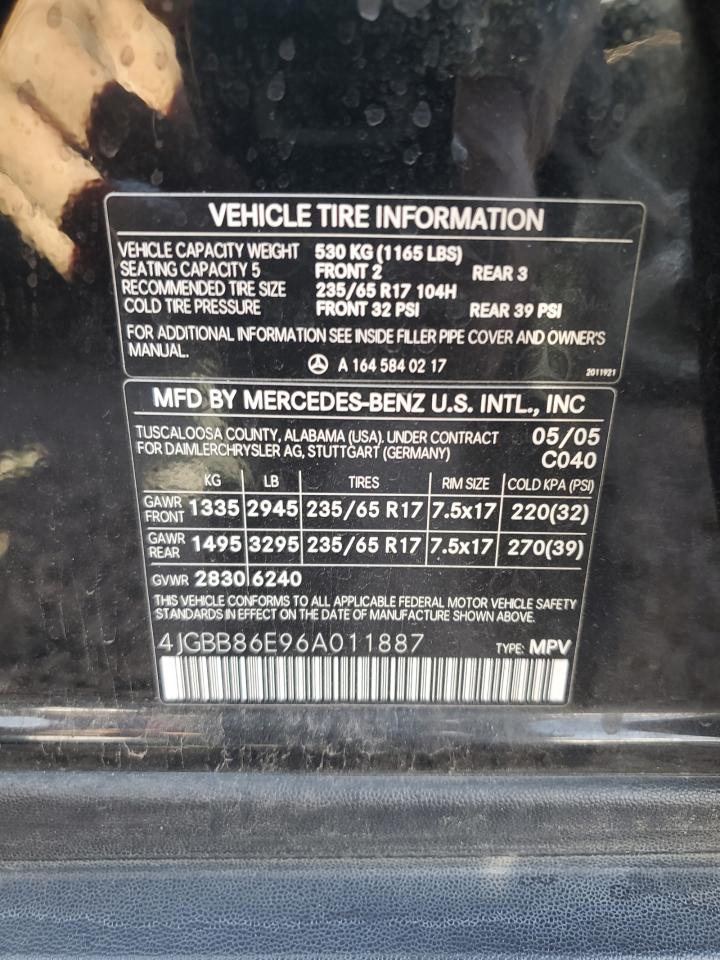 VEHICLE TIRE INFORMATION
VEHICLE CAPACITY WEIGHT 530 KG (1165 LBS)
SEATING CAPACITY 5 FRONT 2 REAR 3
RECOMMENDED TIRE SIZE 235/65 R17 104H
COLD TIRE PRESSURE FRONT 32 PSI REAR 39 PSI
FOR ADDITIONAL INFORMATION SEE INSIDE FILLER PIPE COVER AND OWNER'S
MANUAL.
A 164 584 02 17 2011921
MFD BY MERCEDES-BENZ U.S. INTL., INC
TUSCALOOSA COUNTY, ALABAMA (USA). UNDER CONTRACT 05/05
FOR DAIMLERCHRYSLER AG, STUTTGART (GERMANY) C040
KG LB TIRES RIM SIZE COLD KPA (PSI)
GAWR FRONT 1335 2945 235/65 R17 7.5x17 220(32)
GAWR REAR 1495 3295 235/65 R17 7.5x17 270(39)
GVWR 2830 6240
THIS VEHICLE CONFORMS TO ALL APPLICABLE FEDERAL MOTOR VEHICLE SAFETY
STANDARDS IN EFFECT ON THE DATE OF MANUFACTURE SHOWN ABOVE.
4JGBB86E96A011887 TYPE: MPV